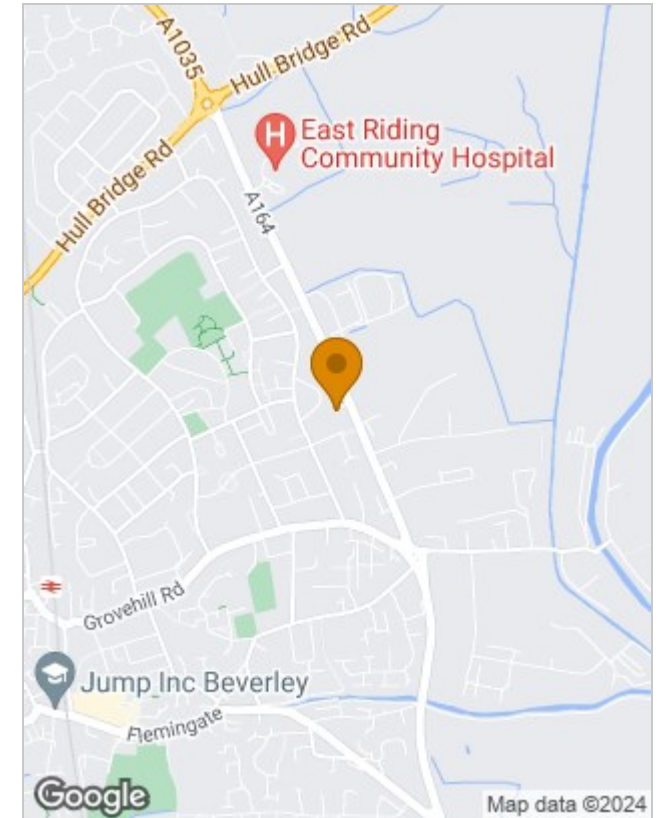 A1035
Hull Bridge Rd
H
East Riding
Community Hospital
Hull Bridge Rd
A164
Grovehill Rd
Jump Inc Beverley
Flemingate
Google
Map data ©2024